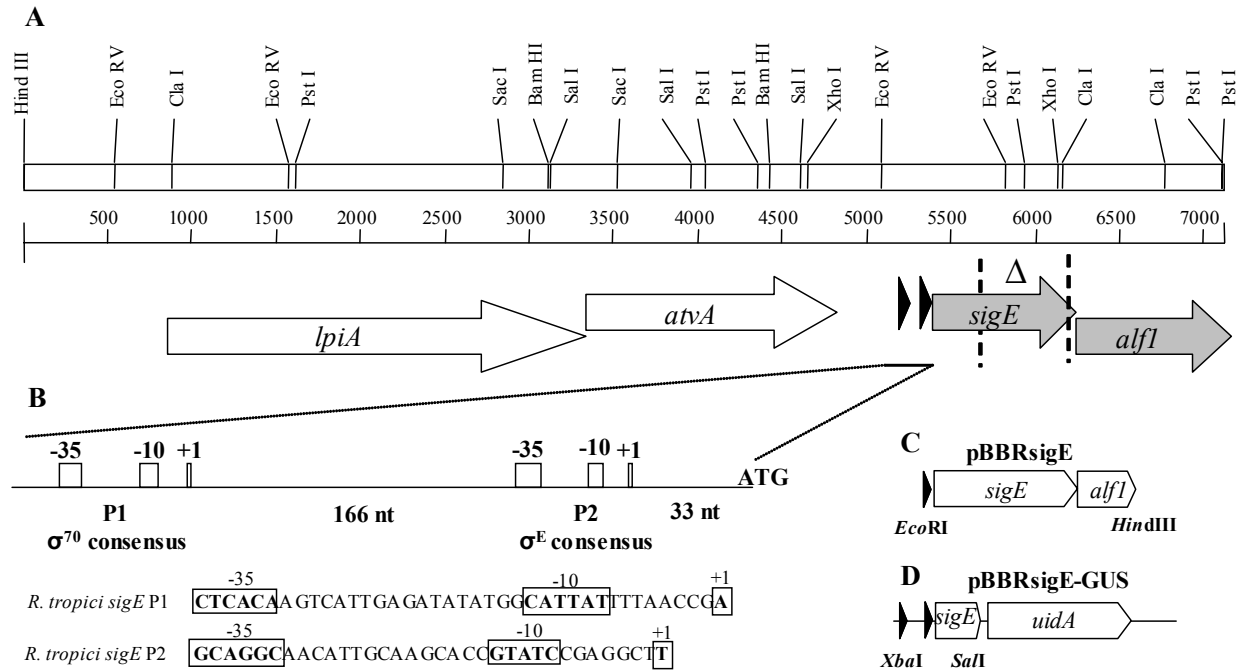 A
Hind III Eco RV Cla I Eco RV Pst I Sac I Bam HI Sal I Sac I Sal I Pst I Pst I Bam HI Sal I Xho I Eco RV Eco RV Pst I Xho I Cla I Cla I Pst I Pst I
500 1000 1500 2000 2500 3000 3500 4000 4500 5000 5500 6000 6500 7000
Δ
lpiA atvA sigE alf1
B
-35 -10 +1 -35 -10 +1 ATG
P1 166 nt P2 33 nt
σ70 consensus σE consensus
-35 -10 +1
R. tropici sigE P1 CTCACAAGTCATTGAGATATATGGCATTATTTTAACCGA
-35 -10 +1
R. tropici sigE P2 GCAGGCAACATTGCAAGCACCGTATCCGAGGCTT
C
pBBRsigE
sigE alf1
EcoRI HindIII
D
pBBRsigE-GUS
sigE uidA
XbaI SalI